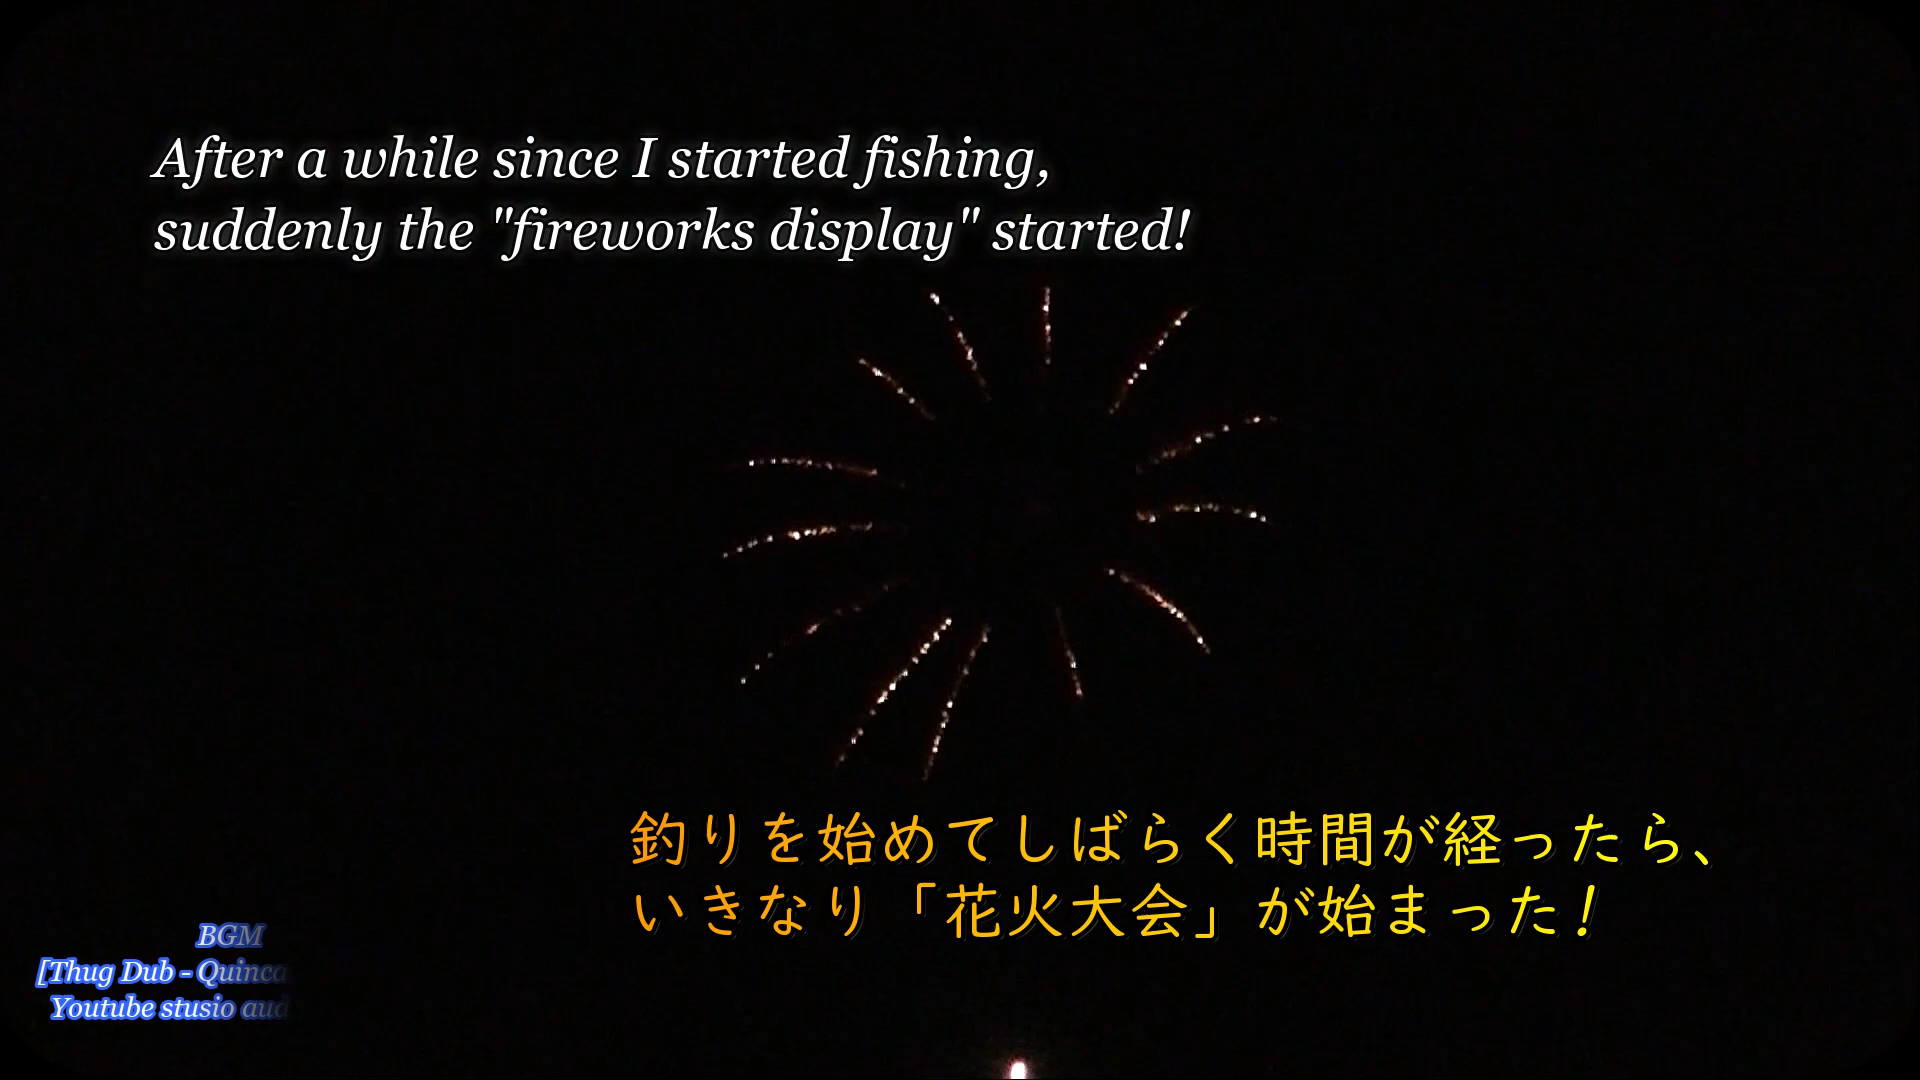 After a while since I started fishing,
suddenly the "fireworks display" started!
釣りを始めてしばらく時間が経ったら、
いきなり「花火大会」が始まった！
BGM
[Thug Dub - Quinca
Youtube stusio aud